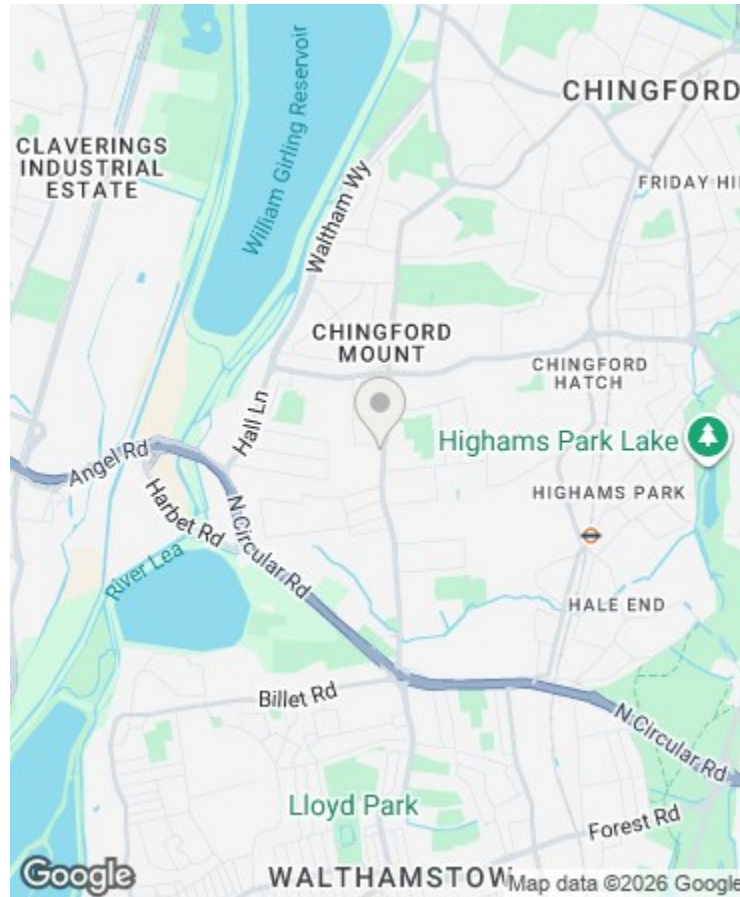 CHINGFORD
CLAVERINGS
INDUSTRIAL
ESTATE
William Girling Reservoir
Waltham Wy
FRIDAY HI
CHINGFORD
MOUNT
CHINGFORD
HATCH
Hall Ln
Highams Park Lake
Angel Rd
Harbet Rd
N Circular Rd
HIGHAMS PARK
River Lea
HALE END
Billet Rd
N Circular Rd
Lloyd Park
Forest Rd
WALTHAMSTOW
Google
Map data ©2026 Google